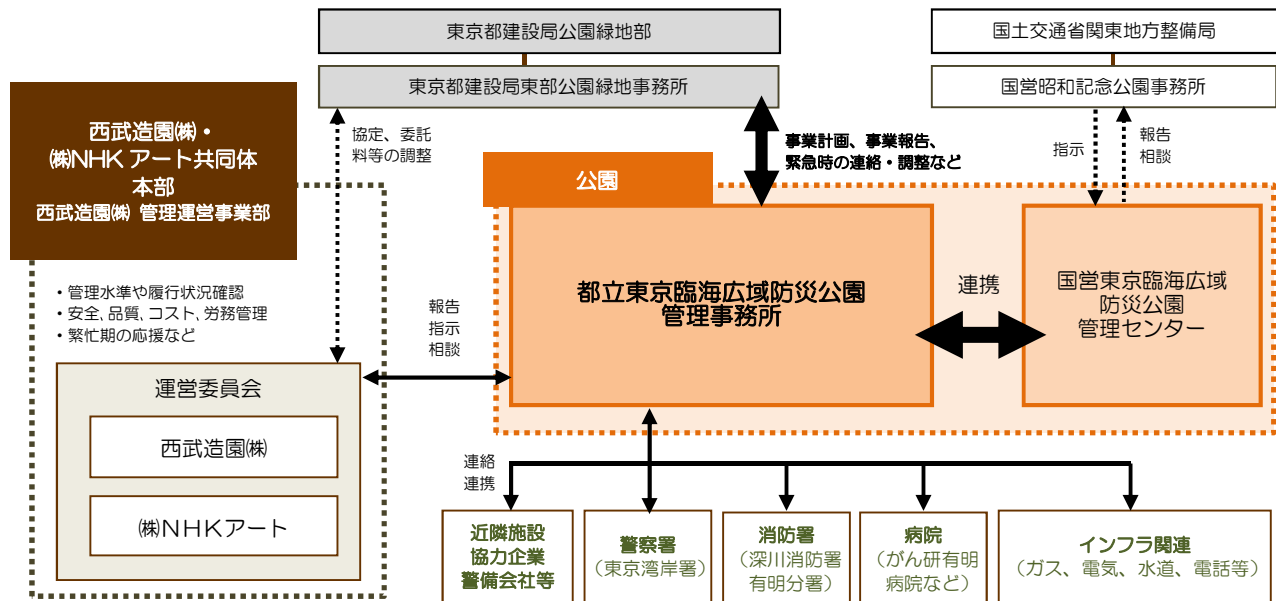 東京都建設局公園緑地部
東京都建設局東部公園緑地事務所
国土交通省関東地方整備局
国営昭和記念公園事務所
西武造園㈱・
㈱NHKアート共同体
本部
西武造園㈱ 管理運営事業部
協定、委託
料等の調整
事業計画、事業報告、
緊急時の連絡・調整など
指示
報告
相談
公園
都立東京臨海広域防災公園
管理事務所
連携
国営東京臨海広域
防災公園
管理センター
・管理水準や履行状況確認
・安全、品質、コスト、労務管理
・繁忙期の応援など
報告
指示
相談
運営委員会
西武造園㈱
㈱NHKアート
連絡
連携
近隣施設
協力企業
警備会社等
警察署
（東京湾岸署）
消防署
（深川消防署
有明分署）
病院
（がん研有明
病院など）
インフラ関連
（ガス、電気、水道、電話等）